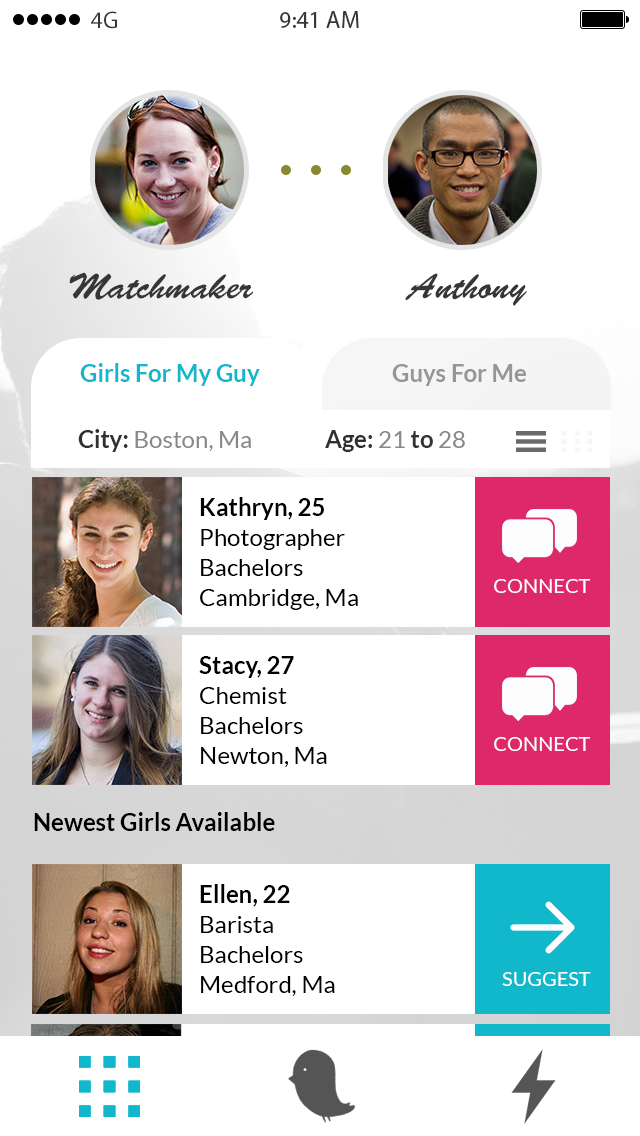 4G 9:41 AM
Matchmaker Anthony
Girls For My Guy Guys For Me
City: Boston, Ma Age: 21 to 28
Kathryn, 25
Photographer
Bachelors
Cambridge, Ma
CONNECT
Stacy, 27
Chemist
Bachelors
Newton, Ma
CONNECT
Newest Girls Available
Ellen, 22
Barista
Bachelors
Medford, Ma
SUGGEST